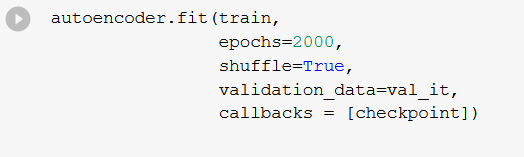 autoencoder.fit(train,
epochs=2000,
shuffle=True,
validation_data=val_it,
callbacks = [checkpoint])